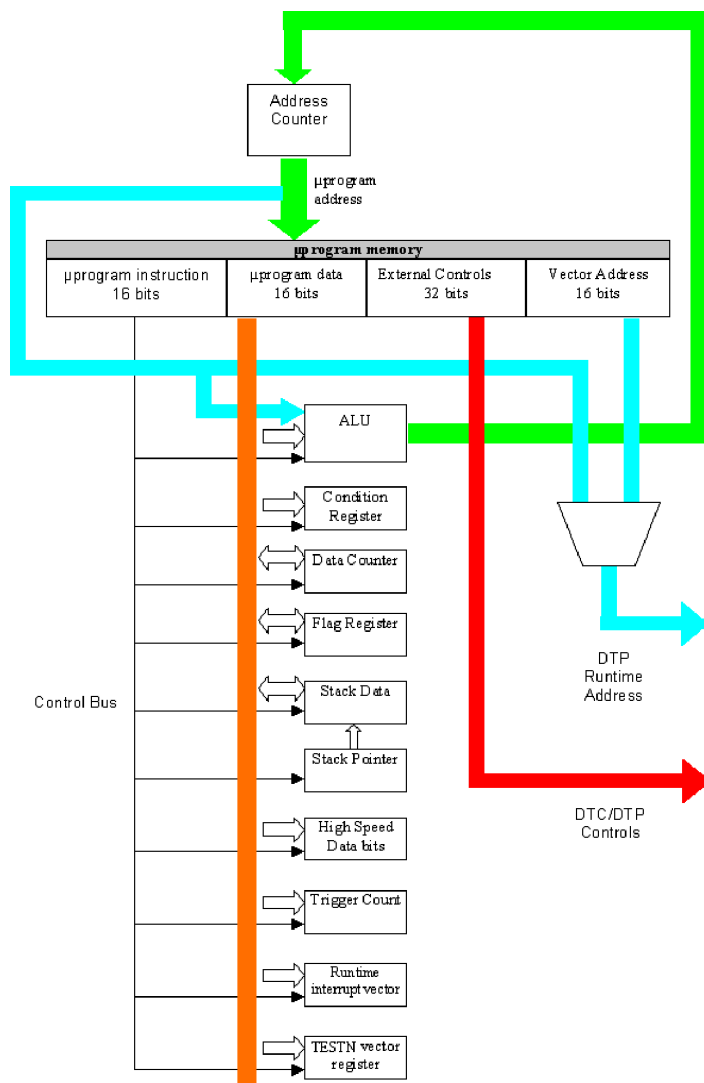 Address
Counter
µprogram
address
µprogram memory
µprogram instruction
16 bits
µprogram data
16 bits
External Controls
32 bits
Vector Address
16 bits
ALU
Condition
Register
Data Counter
Flag Register
Stack Data
Control Bus
Stack Pointer
High Speed
Data bits
Trigger Count
Runtime
interrupt vector
TESTN vector
register
DTP
Runtime
Address
DTC/DTP
Controls